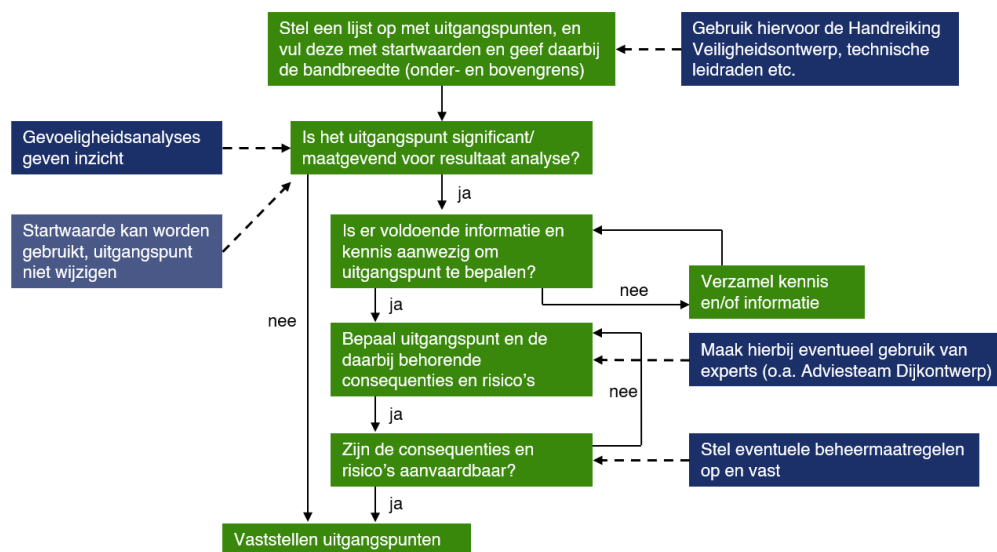 Stel een lijst op met uitgangspunten, en
vul deze met startwaarden en geef daarbij
de bandbreedte (onder- en bovengrens)
Gebruik hiervoor de Handreiking
Veiligheidsontwerp, technische
leidraden etc.
Gevoeligheidsanalyses
geven inzicht
Is het uitgangspunt significant/
maatgevend voor resultaat analyse?
ja
Startwaarde kan worden
gebruikt, uitgangspunt
niet wijzigen
Is er voldoende informatie en
kennis aanwezig om
uitgangspunt te bepalen?
nee
Verzamel kennis
en/of informatie
nee
ja
Bepaal uitgangspunt en de
daarbij behorende
consequenties en risico’s
Maak hierbij eventueel gebruik van
experts (o.a. Adviesteam Dijkontwerp)
nee
ja
Zijn de consequenties en
risico’s aanvaardbaar?
Stel eventuele beheermaatregelen
op en vast
ja
Vaststellen uitgangspunten